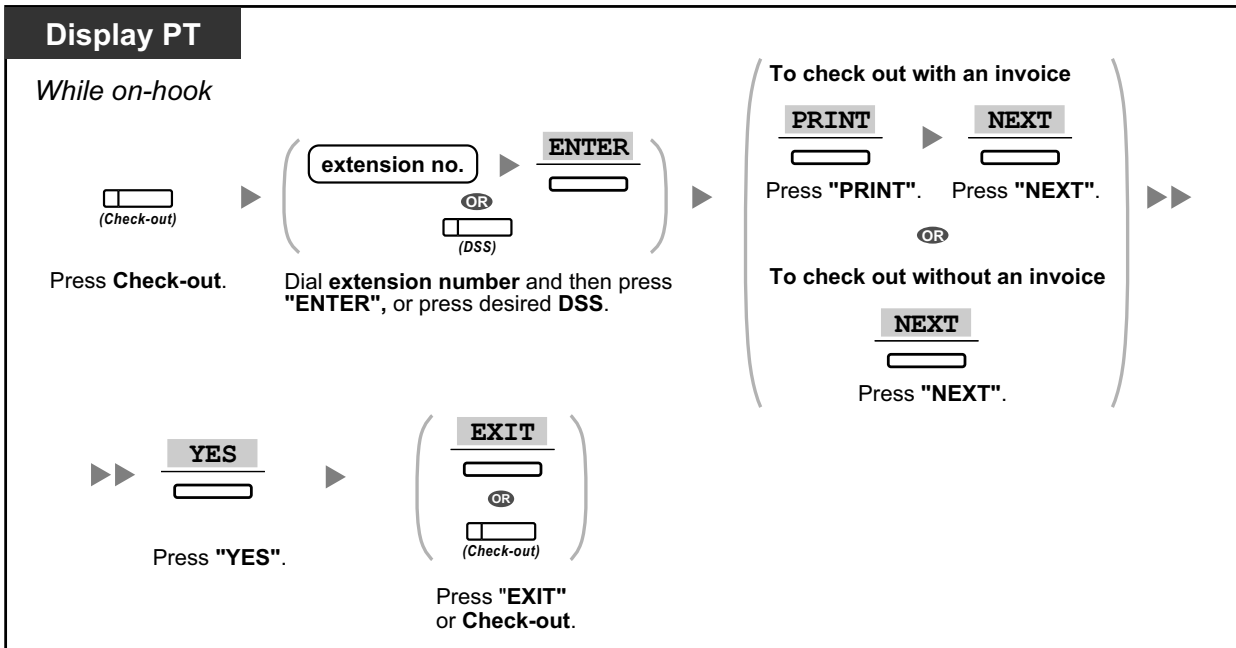 Display PT
While on-hook
(Check-out)
Press Check-out.
extension no.
ENTER
OR
(DSS)
Dial extension number and then press
"ENTER", or press desired DSS.
To check out with an invoice
PRINT
NEXT
Press "PRINT".
Press "NEXT".
OR
To check out without an invoice
NEXT
Press "NEXT".
YES
Press "YES".
EXIT
OR
(Check-out)
Press "EXIT"
or Check-out.